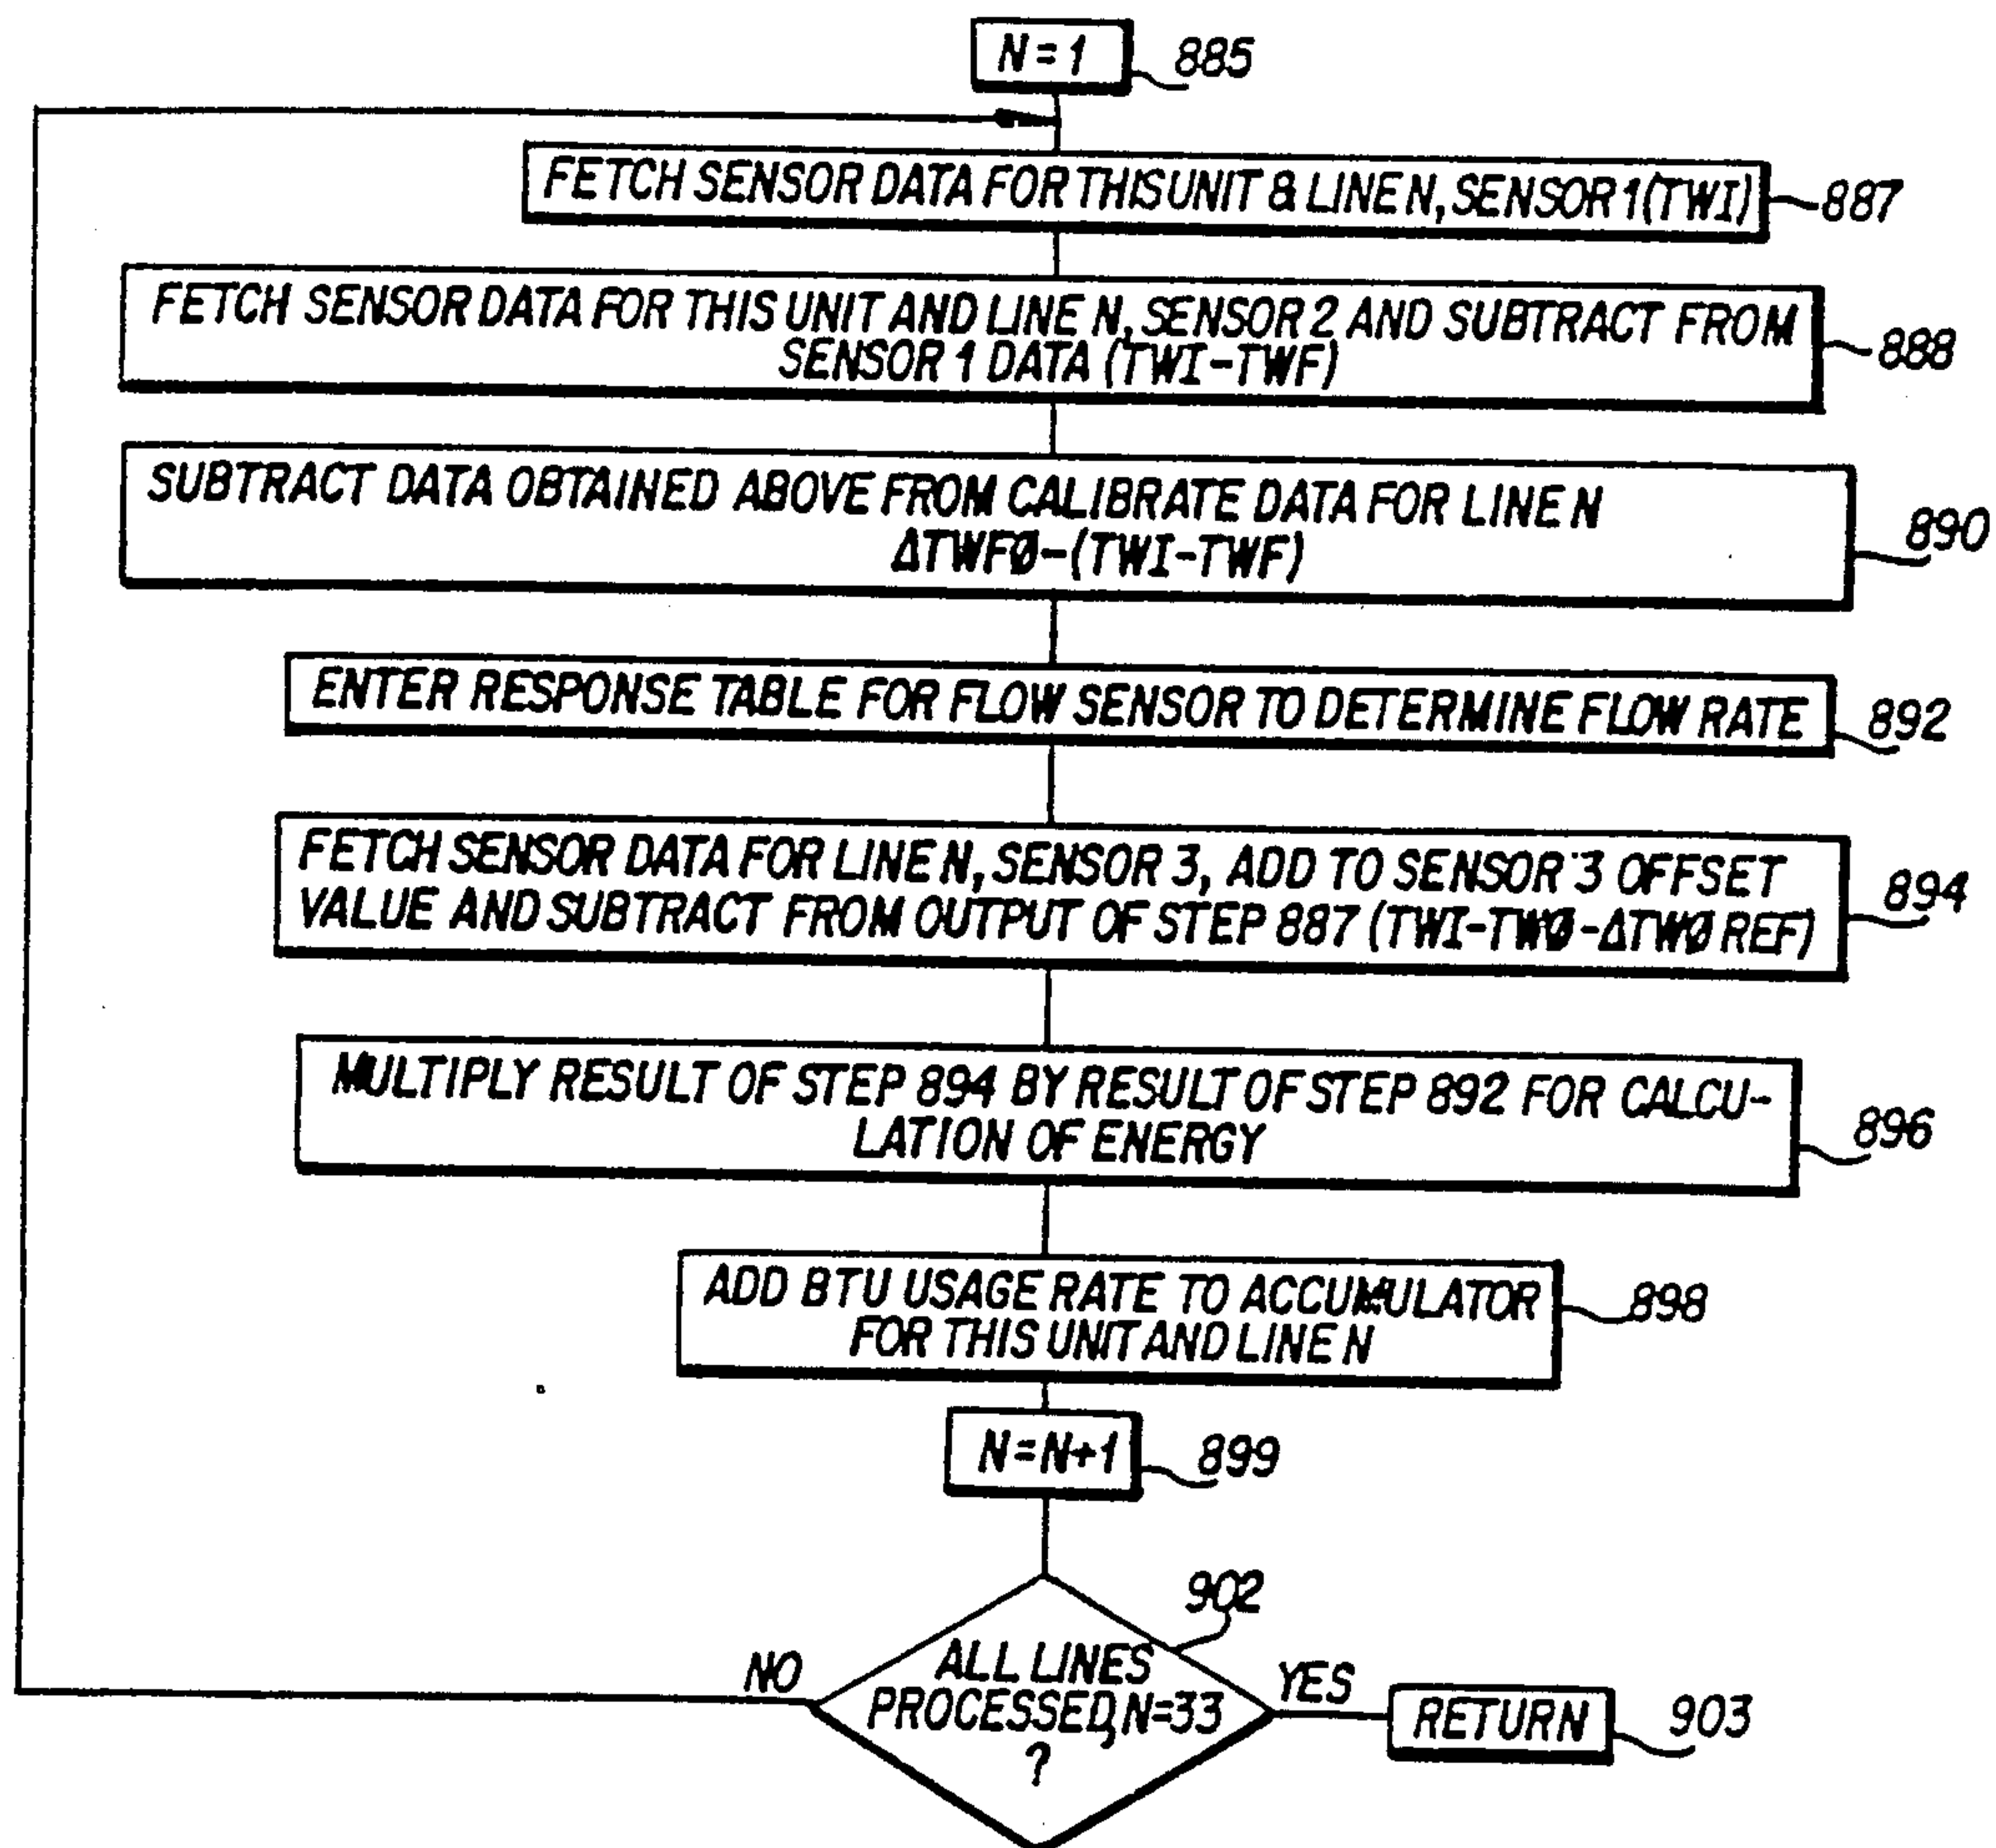 N=1
885
FETCH SENSOR DATA FOR THIS UNIT & LINE N, SENSOR 1 (TWI)
887
FETCH SENSOR DATA FOR THIS UNIT AND LINE N, SENSOR 2 AND SUBTRACT FROM
SENSOR 1 DATA (TWI-TWF)
888
SUBTRACT DATA OBTAINED ABOVE FROM CALIBRATE DATA FOR LINE N
ΔTWFØ-(TWI-TWF)
890
ENTER RESPONSE TABLE FOR FLOW SENSOR TO DETERMINE FLOW RATE
892
FETCH SENSOR DATA FOR LINE N, SENSOR 3, ADD TO SENSOR 3 OFFSET
VALUE AND SUBTRACT FROM OUTPUT OF STEP 887 (TWI-TWØ-ΔTWØ REF)
894
MULTIPLY RESULT OF STEP 894 BY RESULT OF STEP 892 FOR CALCU-
LATION OF ENERGY
896
ADD BTU USAGE RATE TO ACCUMULATOR
FOR THIS UNIT AND LINE N
898
N=N+1
899
902
ALL LINES
PROCESSED, N=33
?
NO
YES
RETURN
903